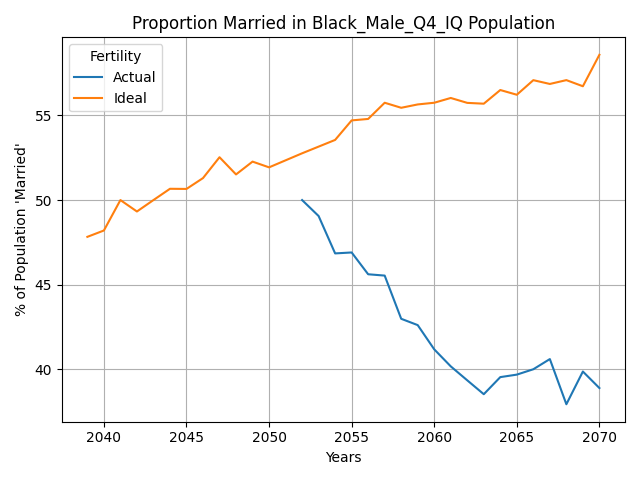 Proportion Married in Black_Male_Q4_IQ Population
Fertility
Actual
Ideal
% of Population 'Married'
55
50
45
40
2040 2045 2050 2055 2060 2065 2070
Years